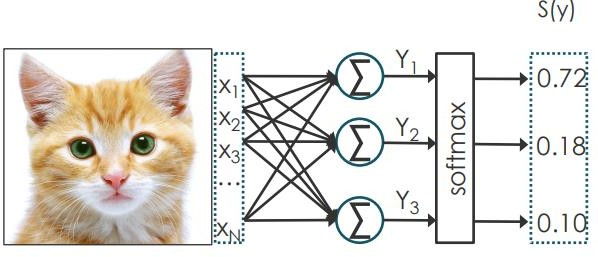 S(y)
x1
x2
x3
...
xN
Σ
Σ
Σ
Y1
Y2
Y3
softmax
0.72
0.18
0.10